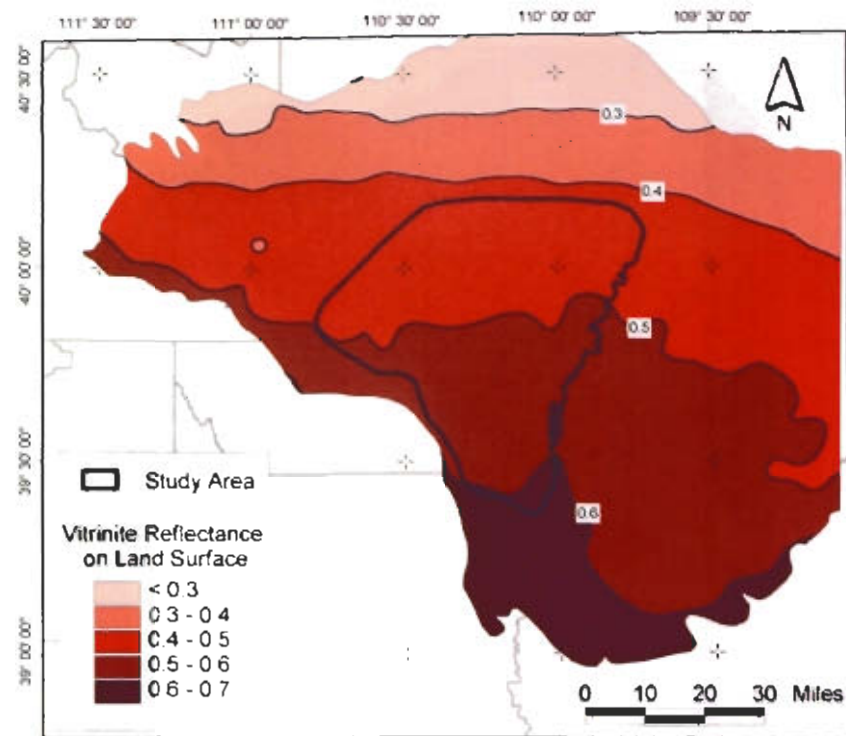 111° 30' 00" 111° 00' 00" 110° 30' 00" 110° 00' 00" 109° 30' 00"
40° 30' 00"
40° 00' 00"
39° 30' 00"
39° 00' 00"
N
0.3
0.4
0.5
0.6
Study Area
Vitrinite Reflectance
on Land Surface
< 0.3
0 3 - 0 4
0 4 - 0 5
0 5 - 0 6
0 6 - 0 7
0 10 20 30 Miles